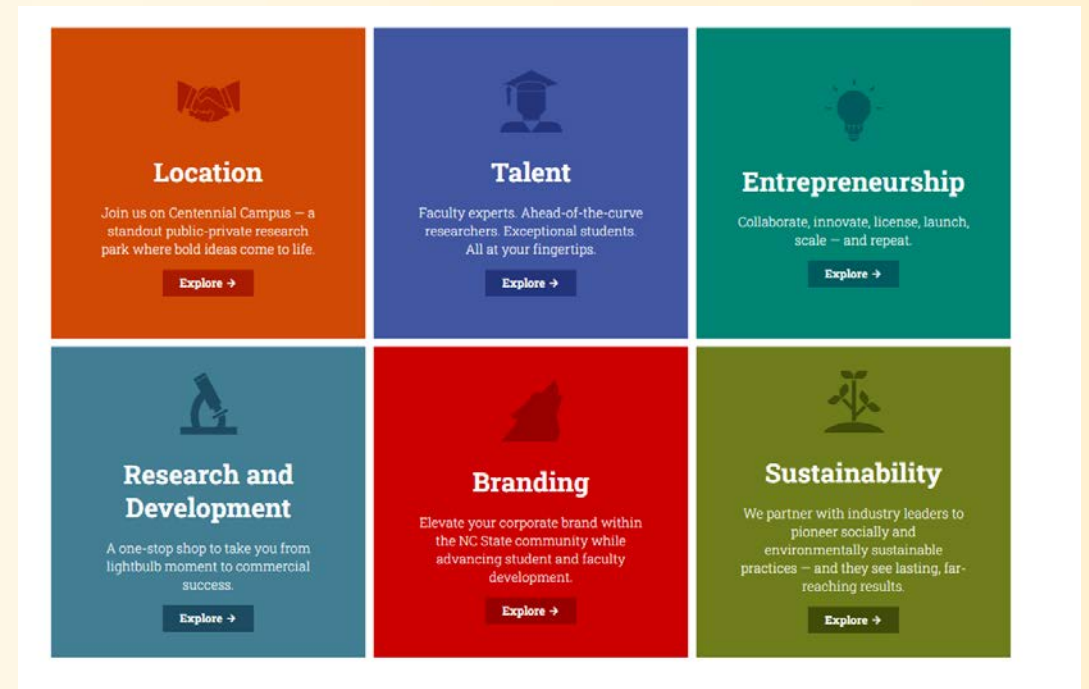 Location
Join us on Centennial Campus — a
standout public-private research
park where bold ideas come to life.
Explore →
Talent
Faculty experts. Ahead-of-the-curve
researchers. Exceptional students.
All at your fingertips.
Explore →
Entrepreneurship
Collaborate, innovate, license, launch,
scale — and repeat.
Explore →
Research and
Development
A one-stop shop to take you from
lightbulb moment to commercial
success.
Explore →
Branding
Elevate your corporate brand within
the NC State community while
advancing student and faculty
development.
Explore →
Sustainability
We partner with industry leaders to
pioneer socially and
environmentally sustainable
practices — and they see lasting, far-
reaching results.
Explore →